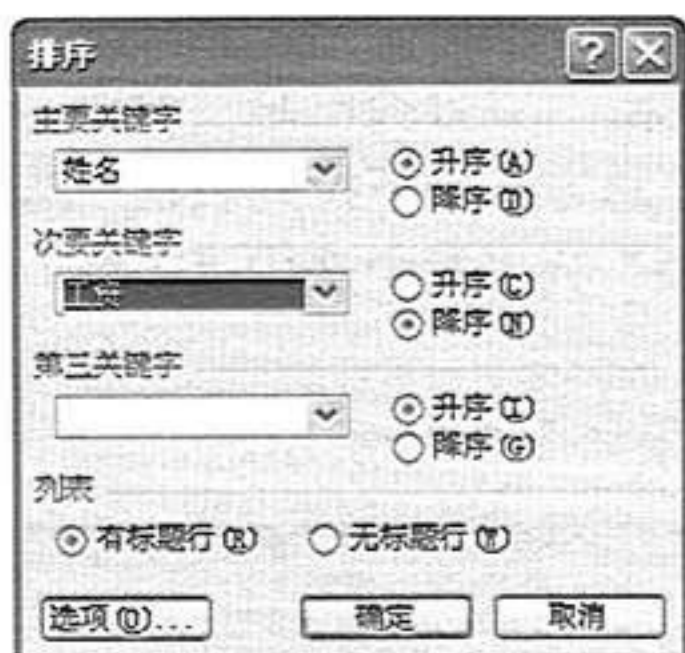 排序
主要关键字
姓名
升序(A)
降序(D)
次要关键字
工资
升序(C)
降序(N)
第三关键字
升序(I)
降序(G)
列表
有标题行(R) 无标题行(W)
选项(O)... 确定 取消